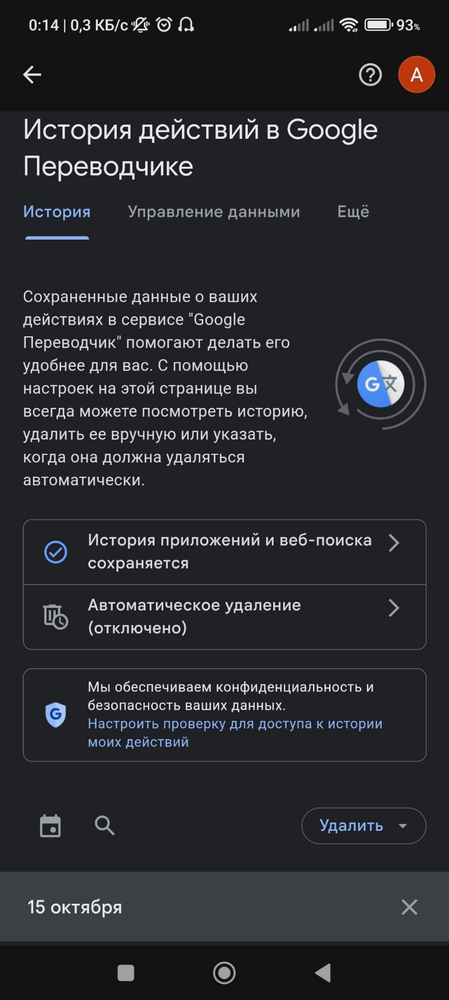 0:14 | 0,3 КБ/с 93%
A
История действий в Google
Переводчике
История Управление данными Ещё
Сохраненные данные о ваших
действиях в сервисе "Google
Переводчик" помогают делать его
удобнее для вас. С помощью
настроек на этой странице вы
всегда можете посмотреть историю,
удалить ее вручную или указать,
когда она должна удаляться
автоматически.
G文
История приложений и веб-поиска
сохраняется
Автоматическое удаление
(отключено)
Мы обеспечиваем конфиденциальность и
безопасность ваших данных.
G
Настроить проверку для доступа к истории
моих действий
Удалить
15 октября